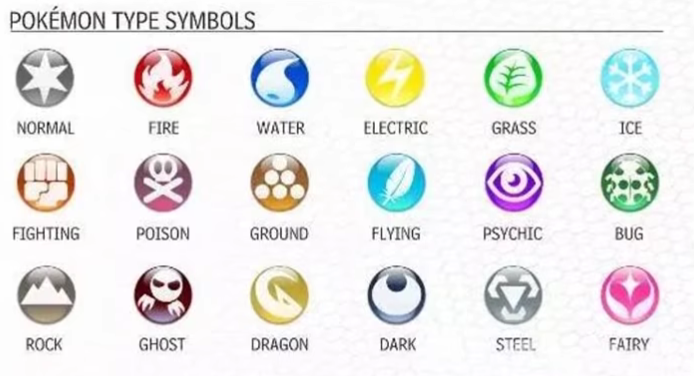 POKÉMON TYPE SYMBOLS
NORMAL FIRE WATER ELECTRIC GRASS ICE
FIGHTING POISON GROUND FLYING PSYCHIC BUG
ROCK GHOST DRAGON DARK STEEL FAIRY